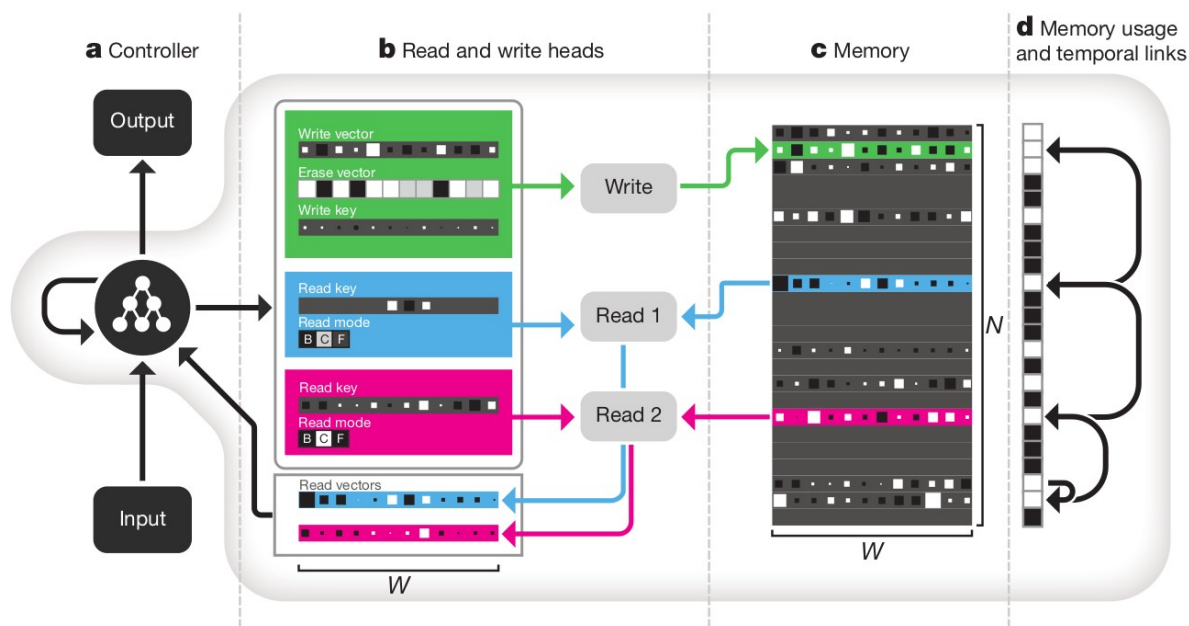 a Controller
b Read and write heads
c Memory
d Memory usage
and temporal links
Output
Input
Write vector
Erase vector
Write key
Read key
Read mode
B C F
Read key
Read mode
B C F
Read vectors
W
Write
Read 1
Read 2
N
W